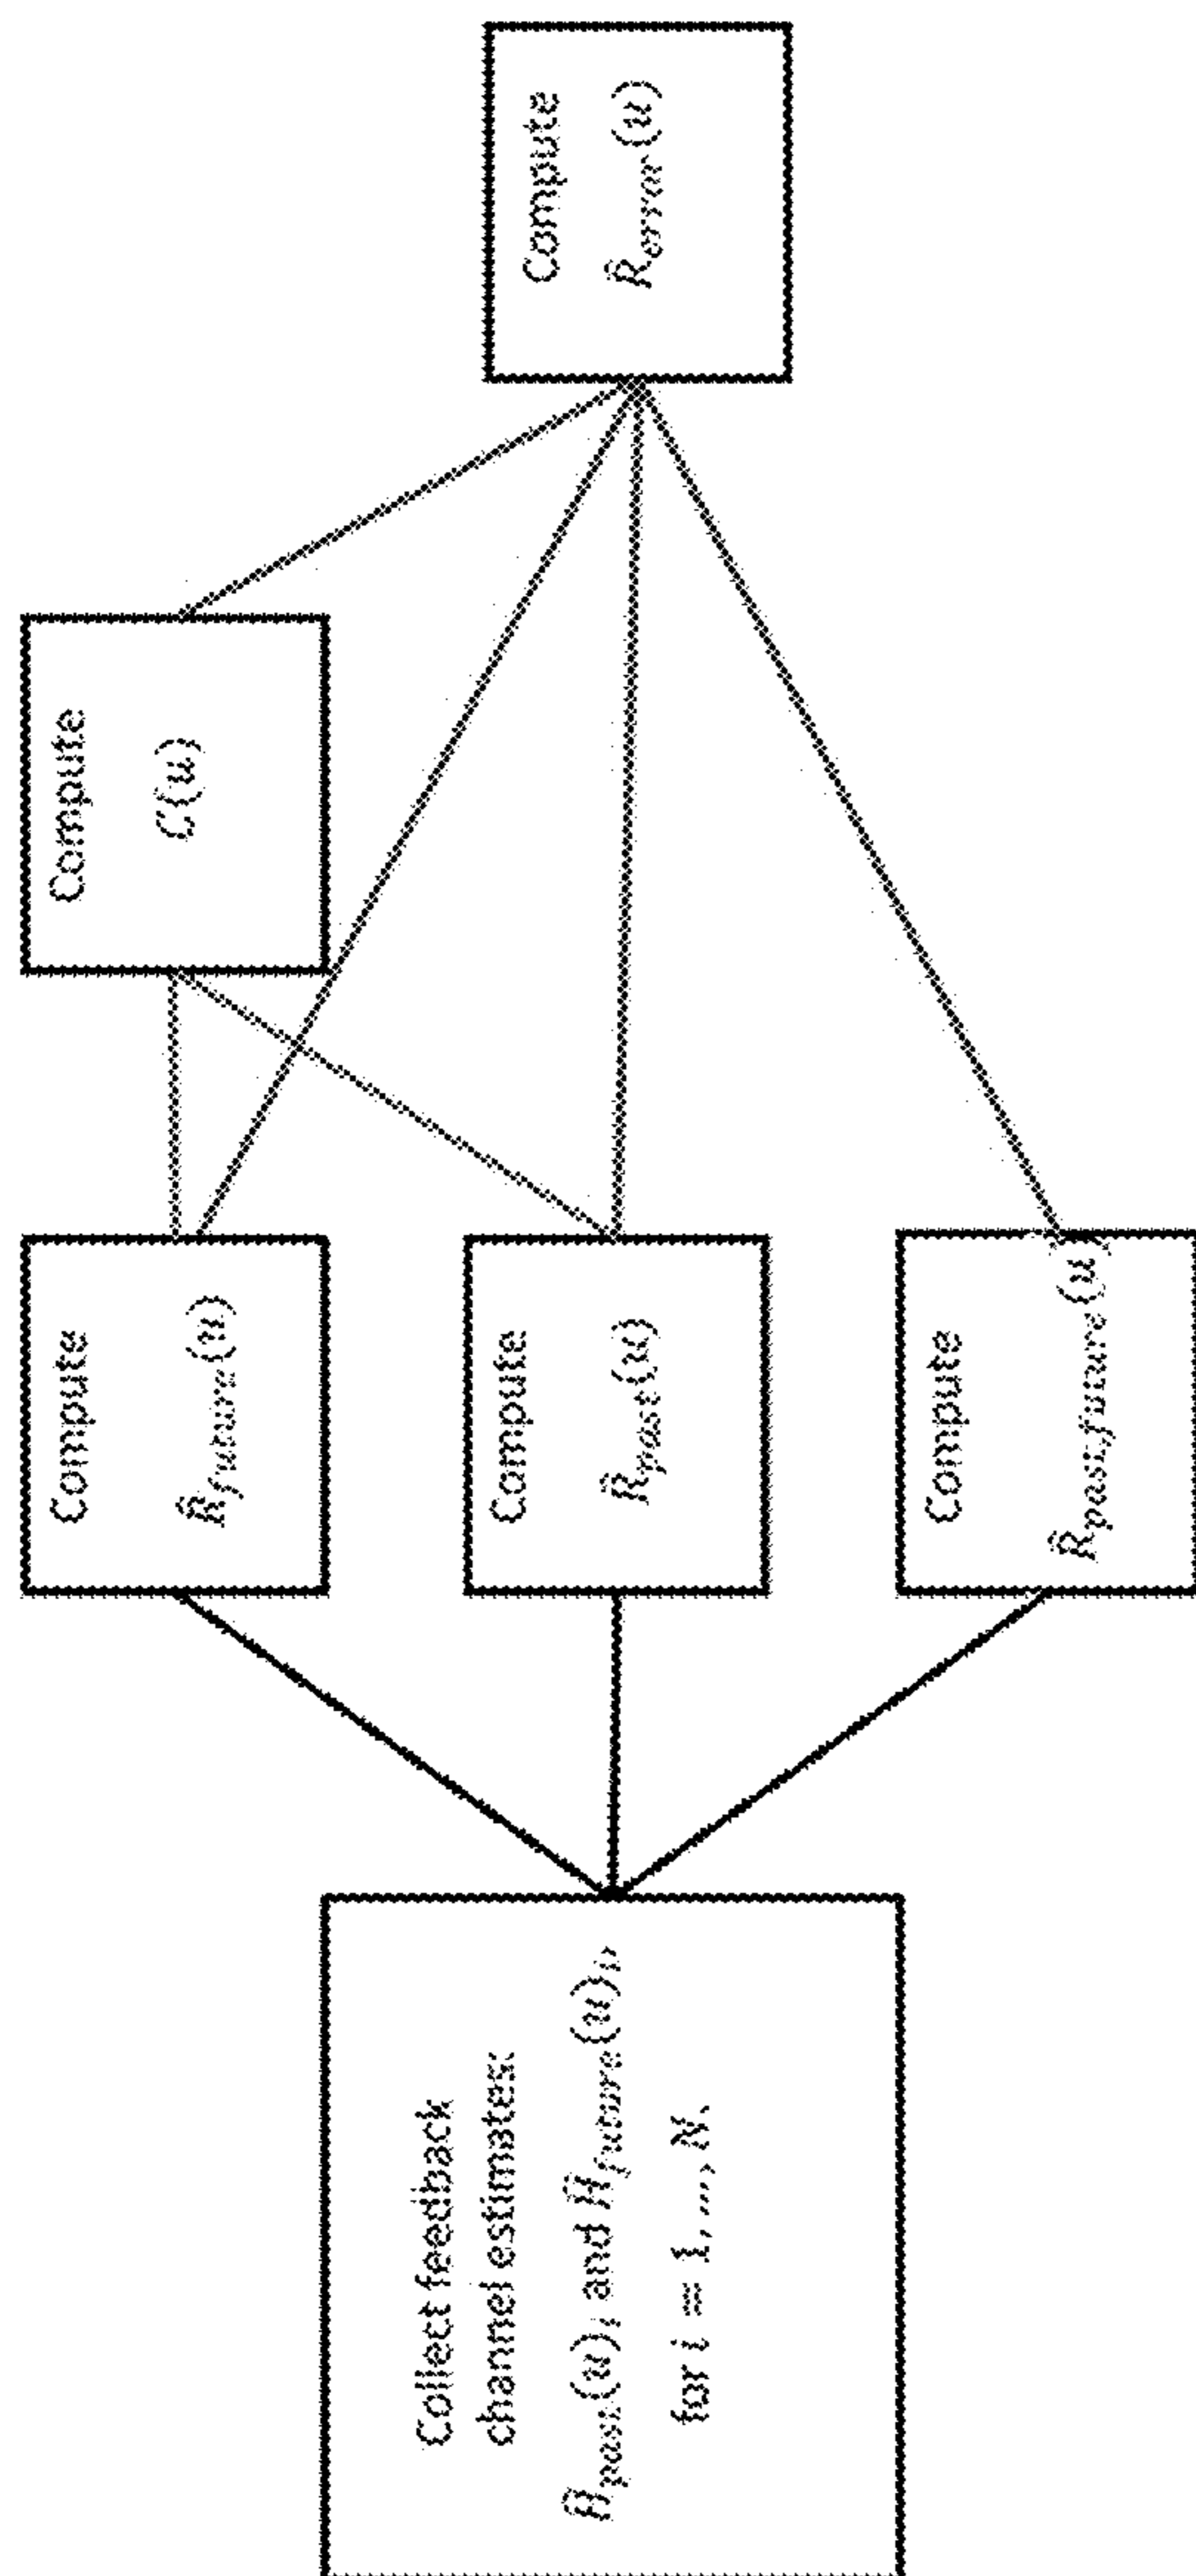 Collect feedback
channel estimates:
Ĥ_past(u)_i and Ĥ_future(u)_i,
for i = 1, ..., N.
Compute
R̂_future(u)
Compute
R̂_past(u)
Compute
R̂_past,future(u)
Compute
C(u)
Compute
R̂_error(u)